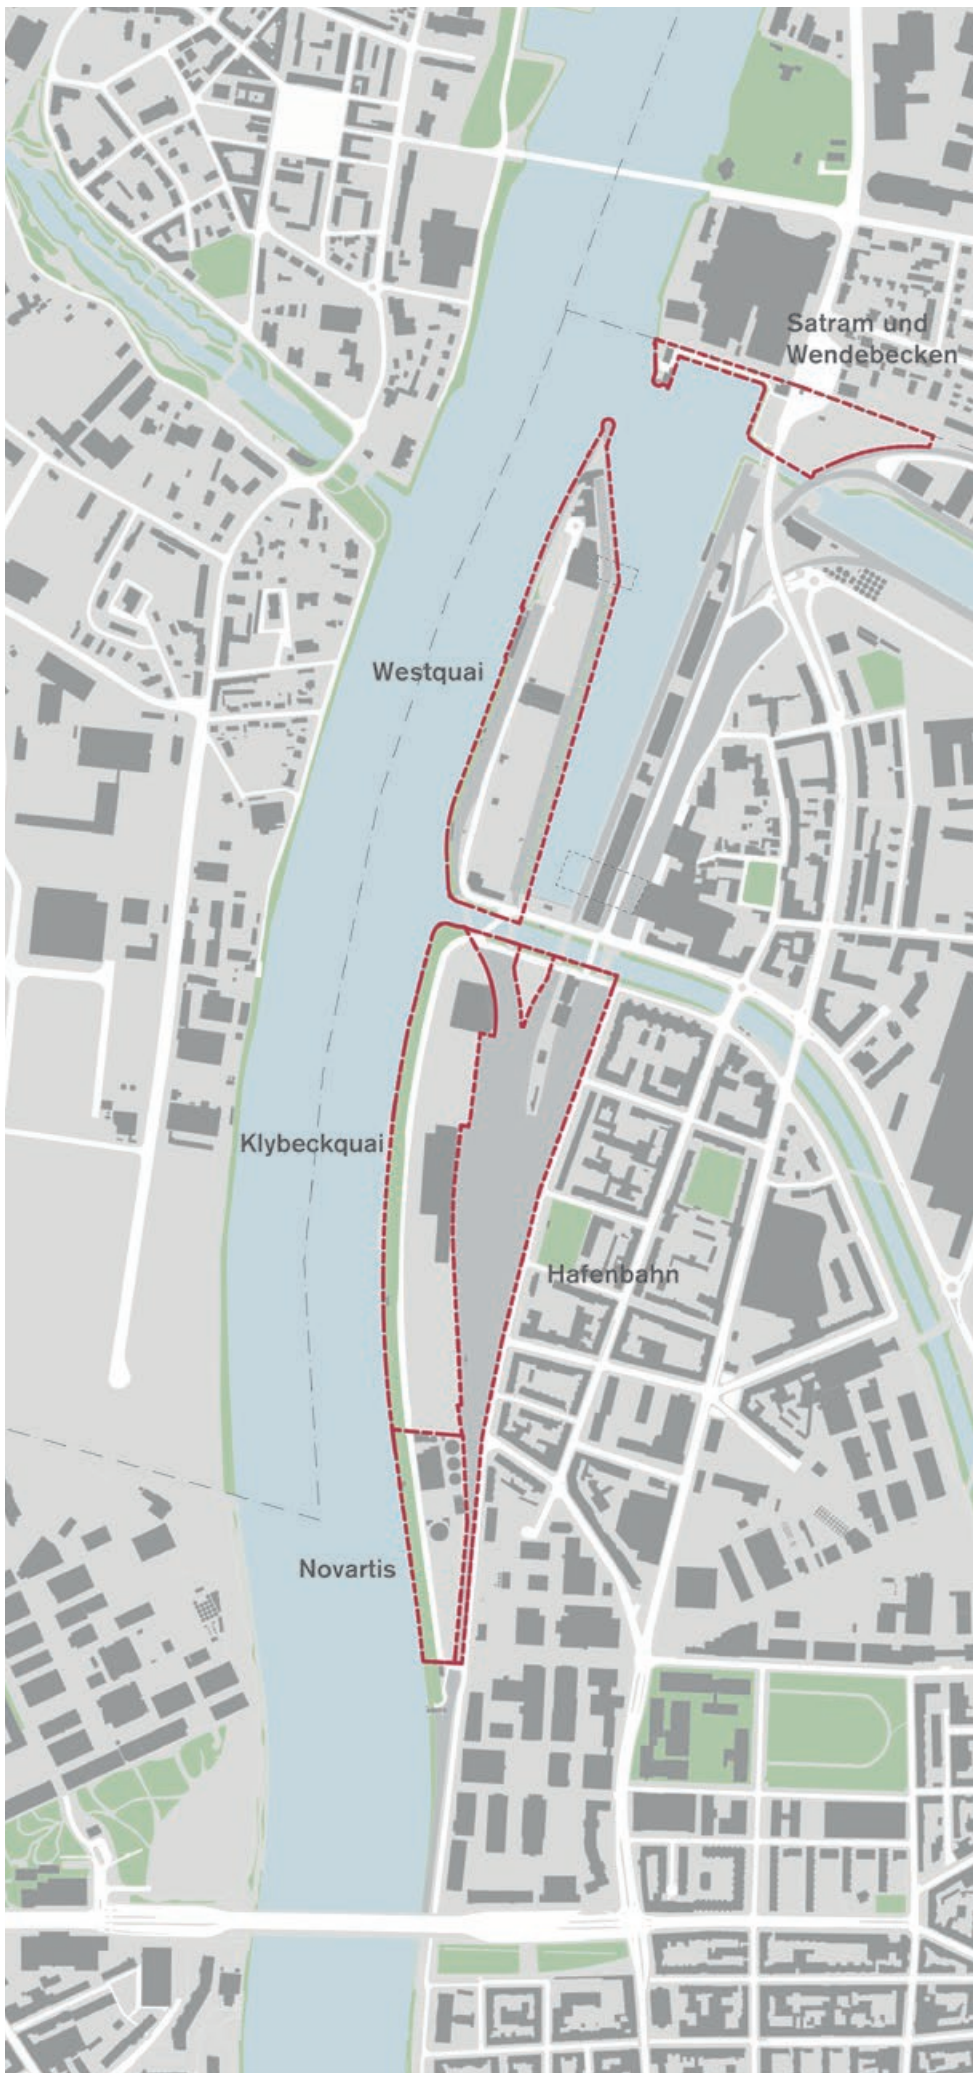 Satram und
Wendebecken
Westquai
Klybeckquai
Hafenbahn
Novartis